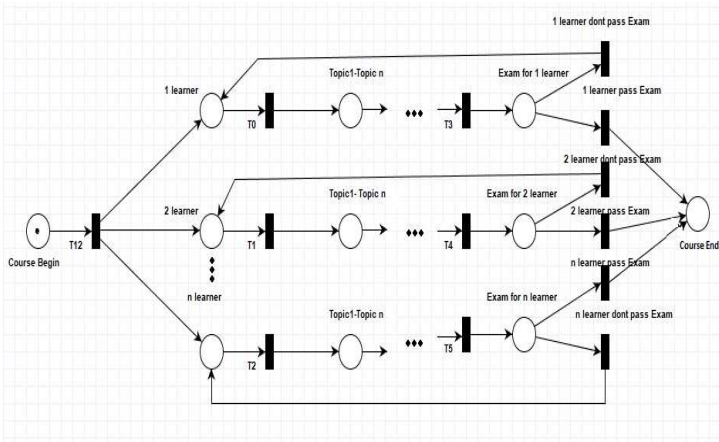 1 learner dont pass Exam
1 learner
Topic1-Topic n
Exam for 1 learner
1 learner pass Exam
T0
T3
2 learner dont pass Exam
2 learner
Topic1- Topic n
Exam for 2 learner
2 learner pass Exam
T12
T1
T4
Course Begin
Course End
n learner
n learner pass Exam
Topic1-Topic n
Exam for n learner
n learner dont pass Exam
T2
T5